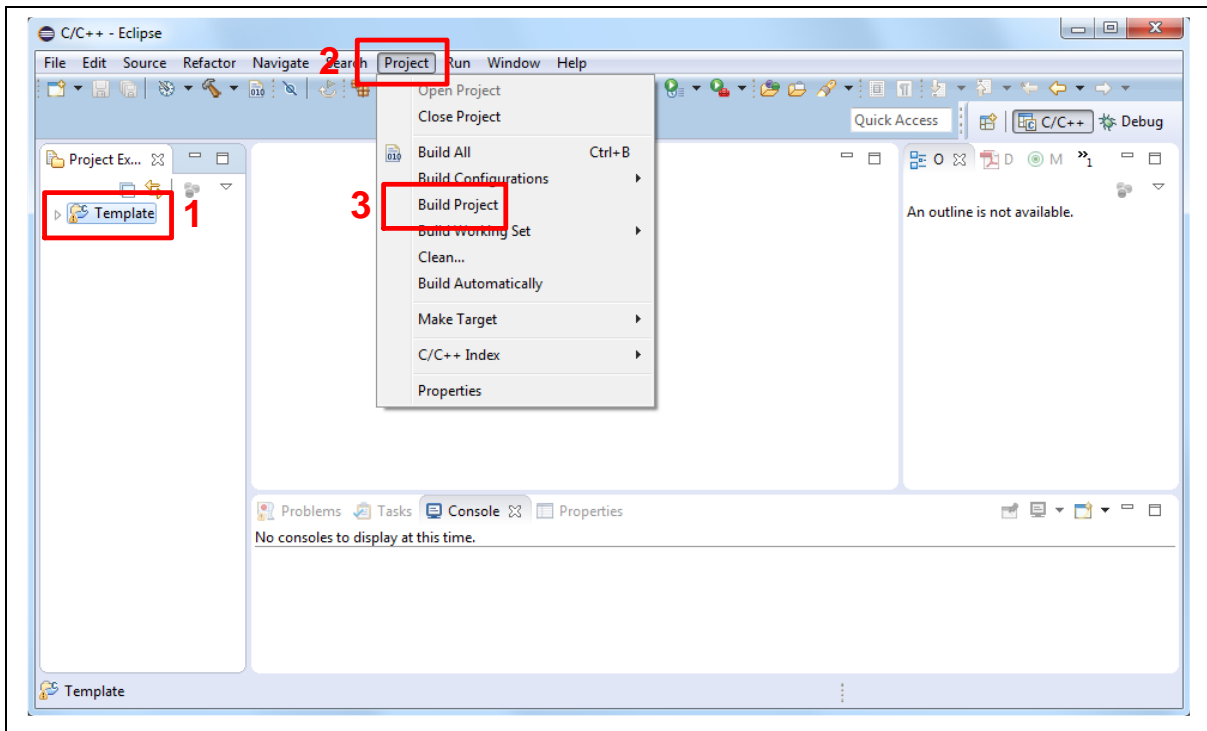 C/C++ - Eclipse
File Edit Source Refactor Navigate Search Project Run Window Help
2
Open Project
Close Project
Build All Ctrl+B
Build Configurations
Build Project
Build Working Set
Clean...
Build Automatically
Make Target
C/C++ Index
Properties
3
Quick Access
C/C++ Debug
Project Ex...
Template
1
O D M »1
An outline is not available.
Problems Tasks Console Properties
No consoles to display at this time.
Template